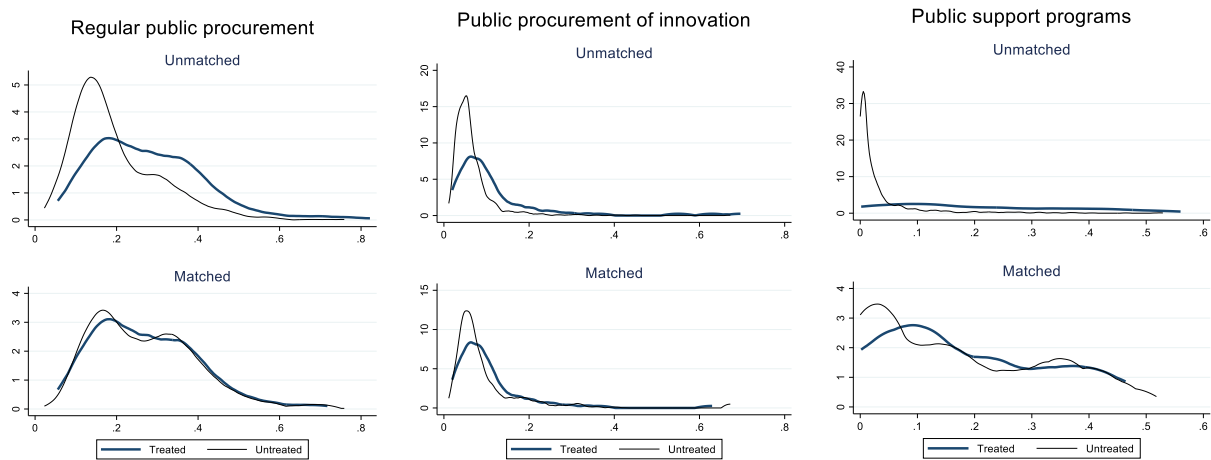 Regular public procurement
Unmatched
5
4
3
2
1
0
0 .2 .4 .6 .8
Matched
4
3
2
1
0
0 .2 .4 .6 .8
Treated Untreated
Public procurement of innovation
Unmatched
20
15
10
5
0
0 .2 .4 .6 .8
Matched
15
10
5
0
0 .2 .4 .6 .8
Treated Untreated
Public support programs
Unmatched
40
30
20
10
0
0 .1 .2 .3 .4 .5 .6
Matched
4
3
2
1
0
0 .1 .2 .3 .4 .5 .6
Treated Untreated